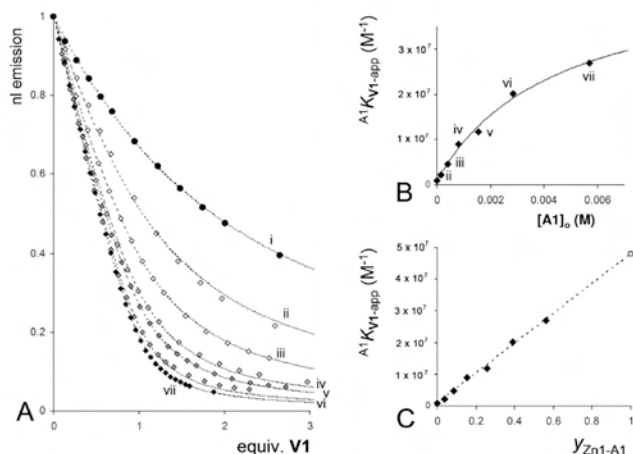 nl emission
1
0.8
0.6
0.4
0.2
0
i
ii
iii
iv
v
vi
vii
A
0 1 2 3
equiv. V1
B
A1KV1-app (M-1)
3 x 10⁷
2 x 10⁷
1 x 10⁷
0
ii
iii
iv
v
vi
vii
0 0.002 0.004 0.006
[A1]o (M)
C
A1KV1-app (M-1)
5 x 10⁷
4 x 10⁷
3 x 10⁷
2 x 10⁷
1 x 10⁷
0
0 0.2 0.4 0.6 0.8 1
yZn1-A1